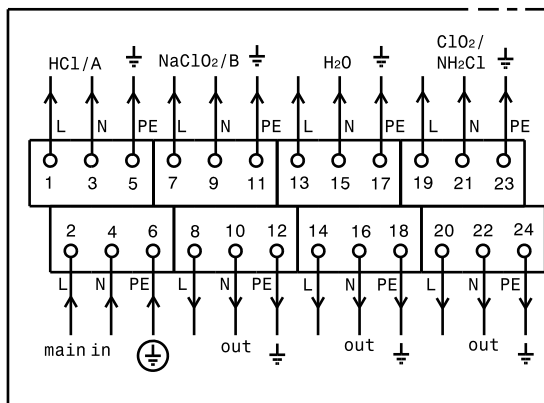 HCl/A NaClO₂/B H₂O ClO₂/
NH₂Cl
L N PE L N PE L N PE L N PE
1 3 5 7 9 11 13 15 17 19 21 23
2 4 6 8 10 12 14 16 18 20 22 24
L N PE L N PE L N PE L N PE
main in out out out